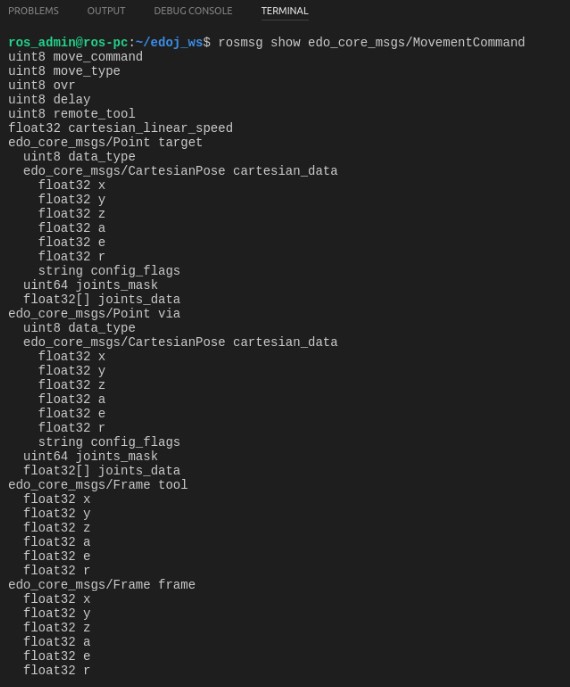 PROBLEMS OUTPUT DEBUG CONSOLE TERMINAL
ros_admin@ros-pc:~/edoj_ws$ rosmsg show edo_core_msgs/MovementCommand
uint8 move_command
uint8 move_type
uint8 ovr
uint8 delay
uint8 remote_tool
float32 cartesian_linear_speed
edo_core_msgs/Point target
  uint8 data_type
  edo_core_msgs/CartesianPose cartesian_data
    float32 x
    float32 y
    float32 z
    float32 a
    float32 e
    float32 r
    string config_flags
  uint64 joints_mask
  float32[] joints_data
edo_core_msgs/Point via
  uint8 data_type
  edo_core_msgs/CartesianPose cartesian_data
    float32 x
    float32 y
    float32 z
    float32 a
    float32 e
    float32 r
    string config_flags
  uint64 joints_mask
  float32[] joints_data
edo_core_msgs/Frame tool
  float32 x
  float32 y
  float32 z
  float32 a
  float32 e
  float32 r
edo_core_msgs/Frame frame
  float32 x
  float32 y
  float32 z
  float32 a
  float32 e
  float32 r